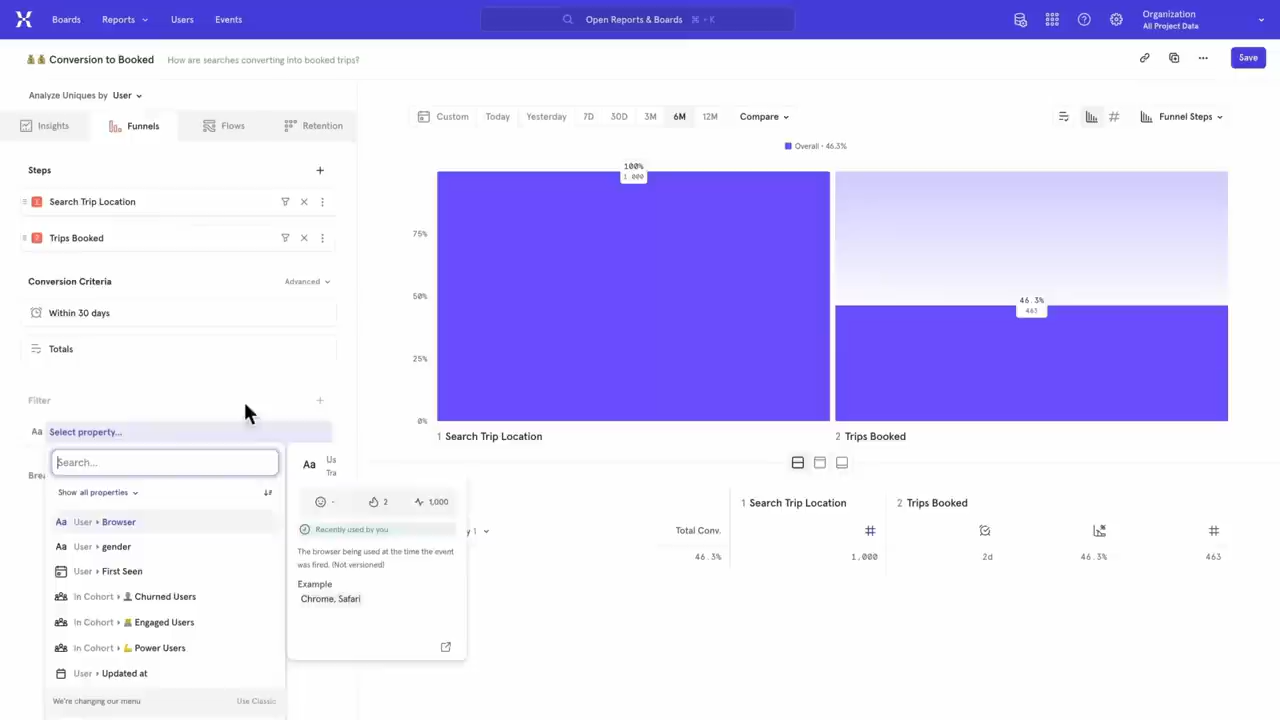 Boards Reports Users Events Open Reports & Boards ⌘ + K Organization
All Project Data
💰💰 Conversion to Booked How are searches converting into booked trips? Save
Analyze Uniques by User
Insights Funnels Flows Retention
Custom Today Yesterday 7D 30D 3M 6M 12M Compare Funnel Steps
Overall • 46.3%
Steps +
1 Search Trip Location
2 Trips Booked
Conversion Criteria Advanced
Within 30 days
Totals
Filter +
Aa Select property...
Search...
Show all properties
Aa User ▸ Browser
Aa User ▸ gender
User ▸ First Seen
In Cohort ▸ Churned Users
In Cohort ▸ Engaged Users
In Cohort ▸ 💪 Power Users
User ▸ Updated at
We're changing our menu Use Classic
Aa Us
Tra
- 2 1,000
Recently used by you
The browser being used at the time the event
was fired. (Not versioned)
Example
Chrome, Safari
100%
1 000
75%
50%
25%
0%
46.3%
463
1 Search Trip Location 2 Trips Booked
1 Search Trip Location 2 Trips Booked
y 1 Total Conv. #  #
46.3% 1,000 2d 46.3% 463